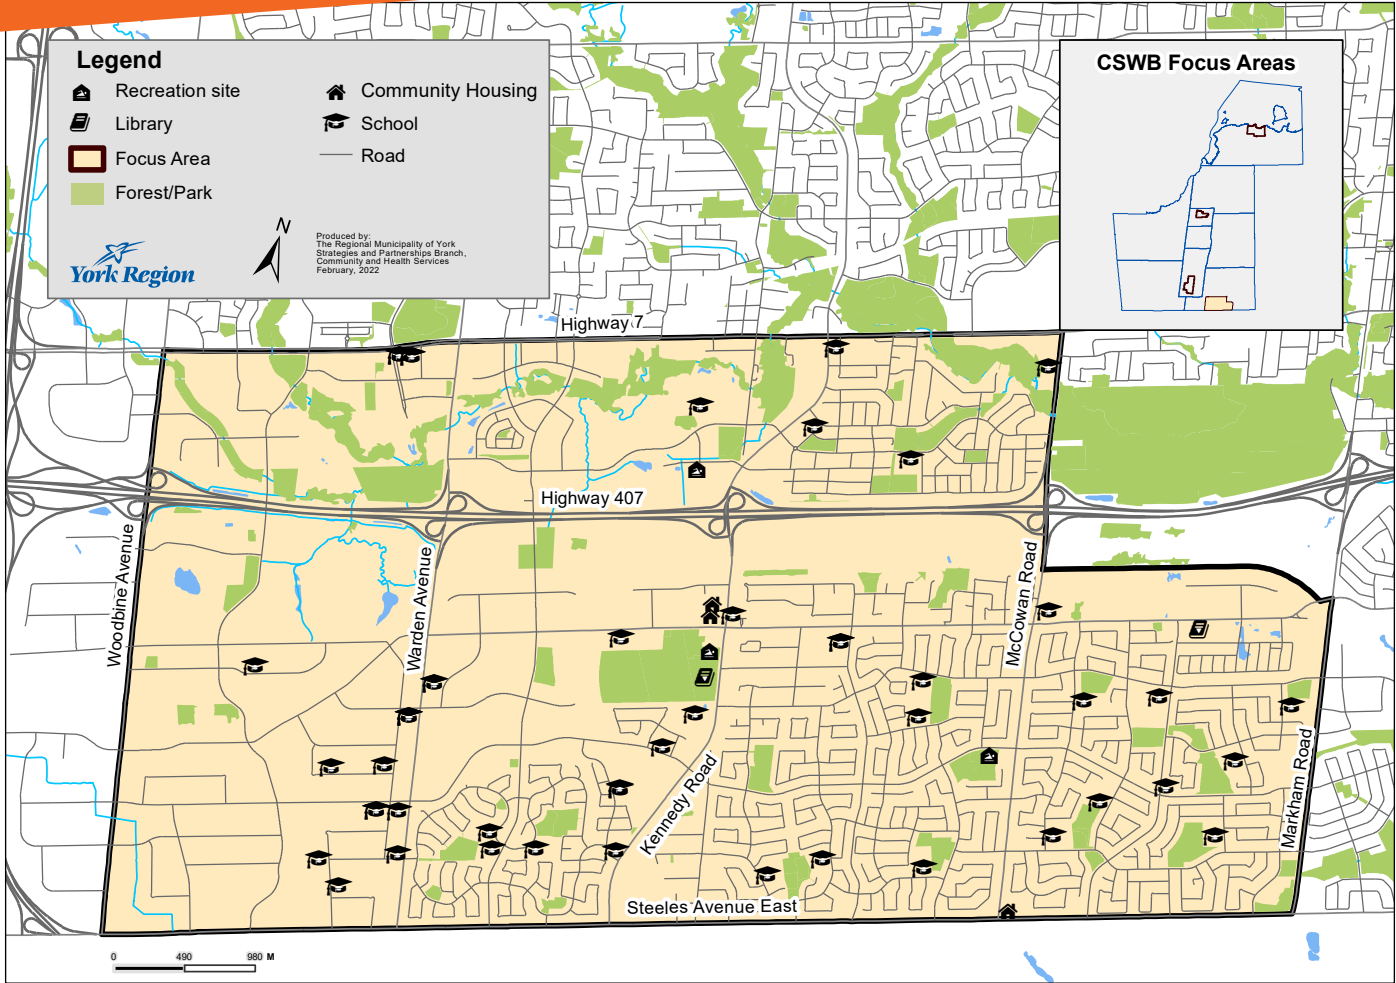 Legend
Recreation site
Community Housing
Library
School
Focus Area
Road
Forest/Park
N
York Region
Produced by:
The Regional Municipality of York
Strategies and Partnerships Branch,
Community and Health Services
February, 2022
CSWB Focus Areas
Highway 7
Highway 407
Woodbine Avenue
Warden Avenue
McCowan Road
Kennedy Road
Markham Road
Steeles Avenue East
0 490 980 M